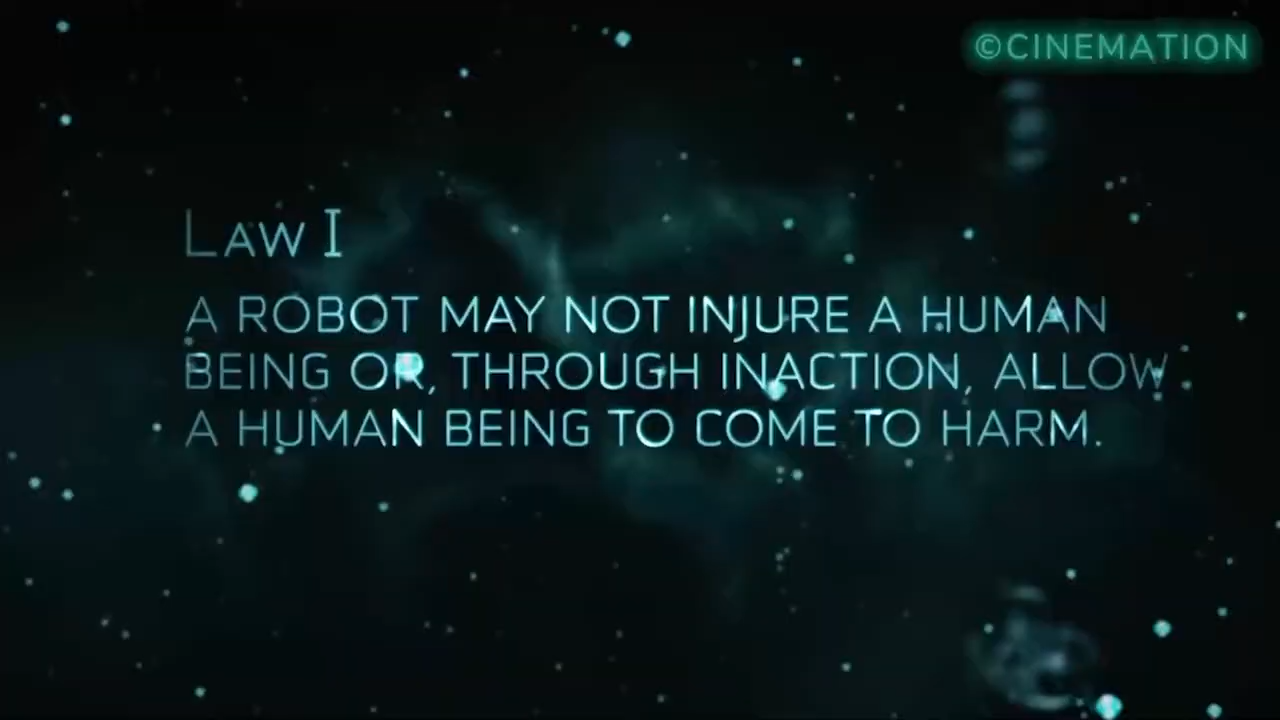 ©CINEMATION
Law I
A ROBOT MAY NOT INJURE A HUMAN
BEING OR, THROUGH INACTION, ALLOW
A HUMAN BEING TO COME TO HARM.